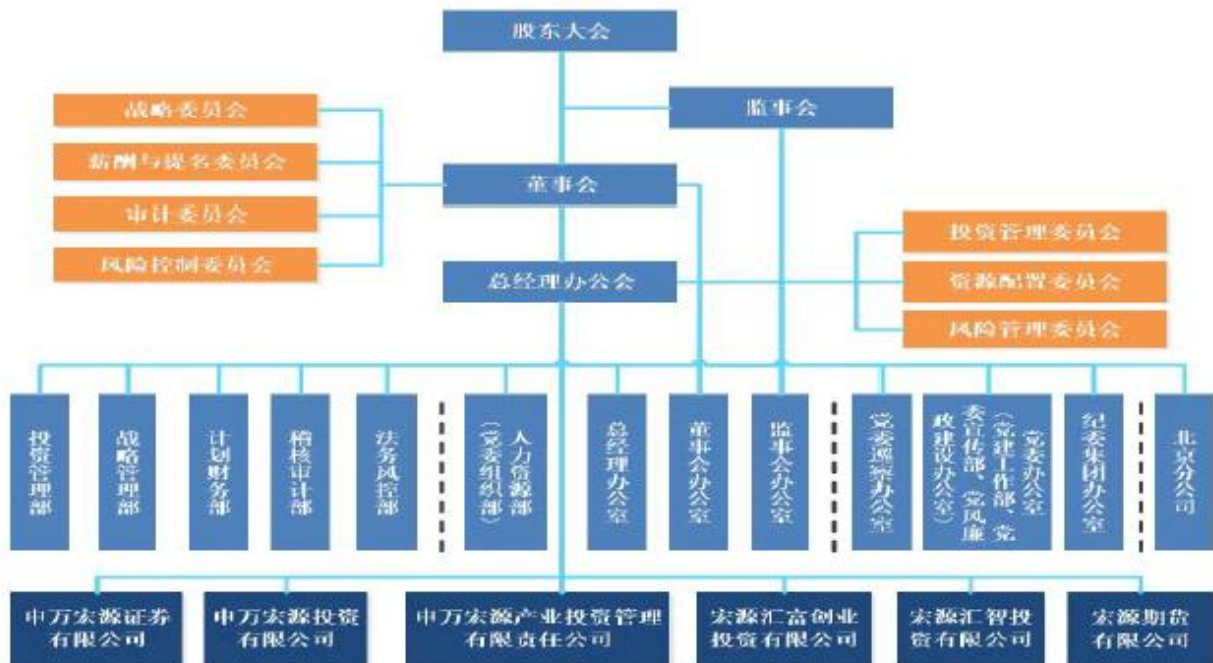 股东大会
监事会
战略委员会
薪酬与提名委员会
董事会
审计委员会
投资管理委员会
风险控制委员会
总经理办公会
资源配置委员会
风险管理委员会
投资管理部
战略管理部
计划财务部
稽核审计部
法务风控部
人力资源部
（党委组织部）
总经理办公室
董事会办公室
监事会办公室
党委巡察办公室
党委办公室
（党建工作部、党
委宣传部、党风廉
政建设办公室）
纪委集团办公室
北京分公司
申万宏源证券
有限公司
申万宏源投资
有限公司
申万宏源产业投资管理
有限责任公司
宏源汇富创业
投资有限公司
宏源汇智投
资有限公司
宏源期货
有限公司